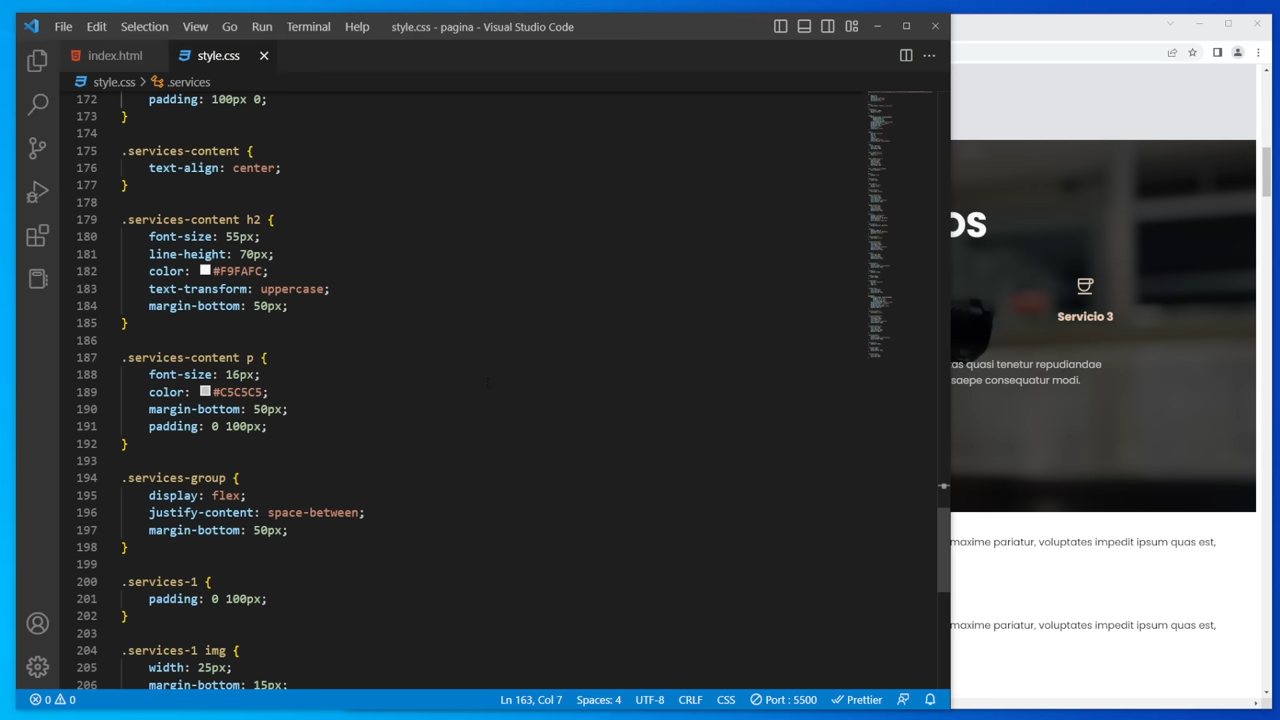 File Edit Selection View Go Run Terminal Help style.css - pagina - Visual Studio Code
index.html style.css
style.css > .services
172 padding: 100px 0;
173 }
174
175 .services-content {
176 text-align: center;
177 }
178
179 .services-content h2 {
180 font-size: 55px;
181 line-height: 70px;
182 color: #F9FAFC;
183 text-transform: uppercase;
184 margin-bottom: 50px;
185 }
186
187 .services-content p {
188 font-size: 16px;
189 color: #C5C5C5;
190 margin-bottom: 50px;
191 padding: 0 100px;
192 }
193
194 .services-group {
195 display: flex;
196 justify-content: space-between;
197 margin-bottom: 50px;
198 }
199
200 .services-1 {
201 padding: 0 100px;
202 }
203
204 .services-1 img {
205 width: 25px;
206 margin-bottom: 15px;
0 0 Ln 163, Col 7 Spaces: 4 UTF-8 CRLF CSS Port : 5500 Prettier
OS
Servicio 3
as quasi tenetur repudiandae
saepe consequatur modi.
maxime pariatur, voluptates impedit ipsum quas est,
maxime pariatur, voluptates impedit ipsum quas est,